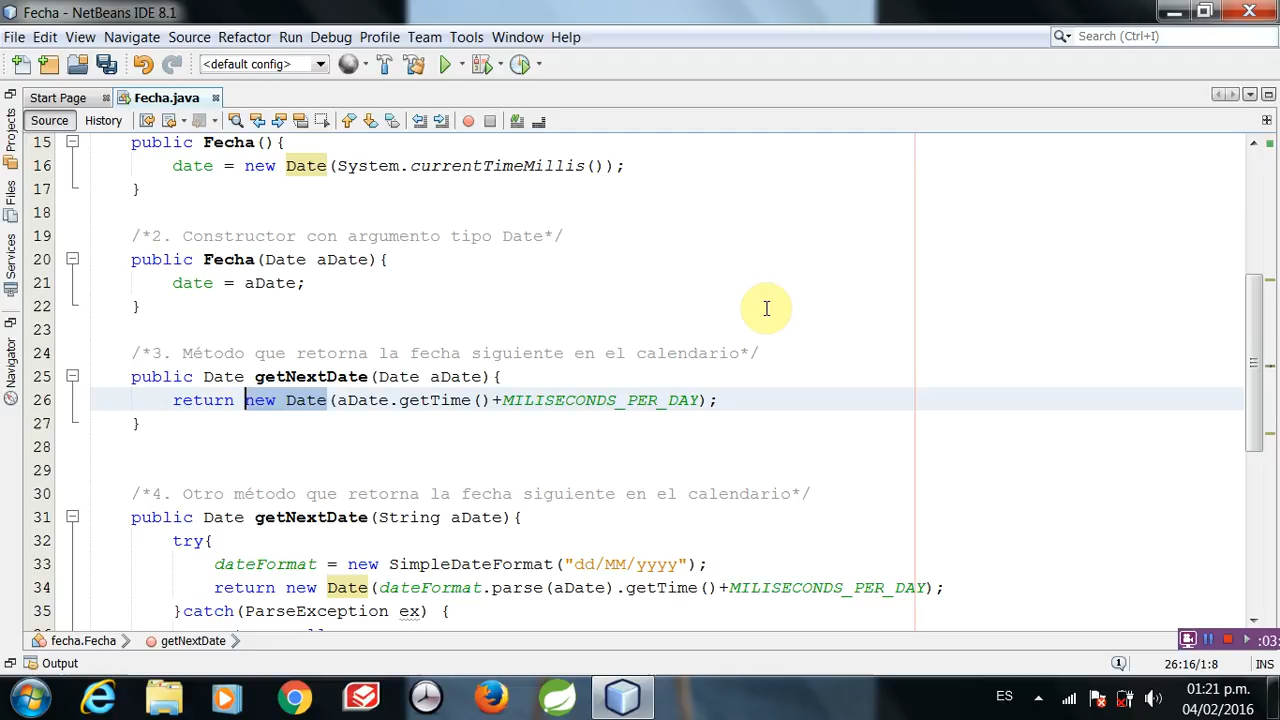 Fecha - NetBeans IDE 8.1
File Edit View Navigate Source Refactor Run Debug Profile Team Tools Window Help
Search (Ctrl+I)
<default config>
Start Page Fecha.java
Source History
Projects
Files
Services
Navigator
15 public Fecha(){
16 date = new Date(System.currentTimeMillis());
17 }
18
19 /*2. Constructor con argumento tipo Date*/
20 public Fecha(Date aDate){
21 date = aDate;
22 }
23
24 /*3. Método que retorna la fecha siguiente en el calendario*/
25 public Date getNextDate(Date aDate){
26 return new Date(aDate.getTime()+MILISECONDS_PER_DAY);
27 }
28
29
30 /*4. Otro método que retorna la fecha siguiente en el calendario*/
31 public Date getNextDate(String aDate){
32 try{
33 dateFormat = new SimpleDateFormat("dd/MM/yyyy");
34 return new Date(dateFormat.parse(aDate).getTime()+MILISECONDS_PER_DAY);
35 }catch(ParseException ex) {
fecha.Fecha getNextDate
:03
Output
1 26:16/1:8 INS
ES
01:21 p.m.
04/02/2016